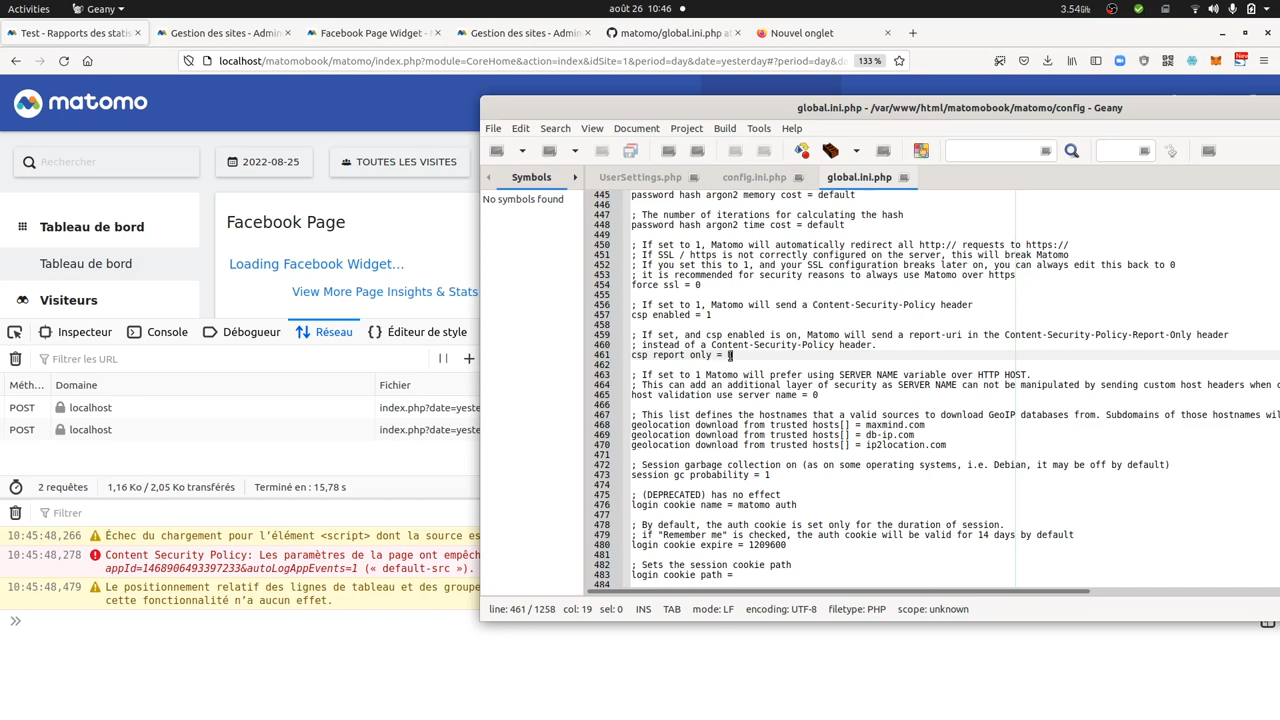 Activities
Geany
août 26 10:46
3.54GHz
Test - Rapports des statis
Gestion des sites - Admin
Facebook Page Widget -
Gestion des sites - Admin
matomo/global.ini.php at
Nouvel onglet
localhost/matomobook/matomo/index.php?module=CoreHome&action=index&idSite=1&period=day&date=yesterday#?period=day&d
133 %
New
matomo
Rechercher
2022-08-25
TOUTES LES VISITES
Tableau de bord
Tableau de bord
Visiteurs
Facebook Page
Loading Facebook Widget…
View More Page Insights & Stats
Inspecteur
Console
Débogueur
Réseau
Éditeur de style
Filtrer les URL
Méth…
Domaine
Fichier
POST
localhost
index.php?date=yeste
POST
localhost
index.php?date=yeste
2 requêtes
1,16 Ko / 2,05 Ko transférés
Terminé en : 15,78 s
Filtrer
10:45:48,266
Échec du chargement pour l’élément <script> dont la source es
10:45:48,278
Content Security Policy: Les paramètres de la page ont empêch
appId=1468906493397233&autoLogAppEvents=1 (« default-src »).
10:45:48,479
Le positionnement relatif des lignes de tableau et des groupe
cette fonctionnalité n’a aucun effet.
global.ini.php - /var/www/html/matomobook/matomo/config - Geany
File Edit Search View Document Project Build Tools Help
Symbols
UserSettings.php
config.ini.php
global.ini.php
No symbols found
445 password hash argon2 memory cost = default
446
447 ; The number of iterations for calculating the hash
448 password hash argon2 time cost = default
449
450 ; If set to 1, Matomo will automatically redirect all http:// requests to https://
451 ; If SSL / https is not correctly configured on the server, this will break Matomo
452 ; If you set this to 1, and your SSL configuration breaks later on, you can always edit this back to 0
453 ; it is recommended for security reasons to always use Matomo over https
454 force ssl = 0
455
456 ; If set to 1, Matomo will send a Content-Security-Policy header
457 csp enabled = 1
458
459 ; If set, and csp enabled is on, Matomo will send a report-uri in the Content-Security-Policy-Report-Only header
460 ; instead of a Content-Security-Policy header.
461 csp report only =
462
463 ; If set to 1 Matomo will prefer using SERVER NAME variable over HTTP HOST.
464 ; This can add an additional layer of security as SERVER NAME can not be manipulated by sending custom host headers when c
465 host validation use server name = 0
466
467 ; This list defines the hostnames that a valid sources to download GeoIP databases from. Subdomains of those hostnames wil
468 geolocation download from trusted hosts[] = maxmind.com
469 geolocation download from trusted hosts[] = db-ip.com
470 geolocation download from trusted hosts[] = ip2location.com
471
472 ; Session garbage collection on (as on some operating systems, i.e. Debian, it may be off by default)
473 session gc probability = 1
474
475 ; (DEPRECATED) has no effect
476 login cookie name = matomo auth
477
478 ; By default, the auth cookie is set only for the duration of session.
479 ; if "Remember me" is checked, the auth cookie will be valid for 14 days by default
480 login cookie expire = 1209600
481
482 ; Sets the session cookie path
483 login cookie path =
484
line: 461 / 1258 col: 19 sel: 0 INS TAB mode: LF encoding: UTF-8 filetype: PHP scope: unknown